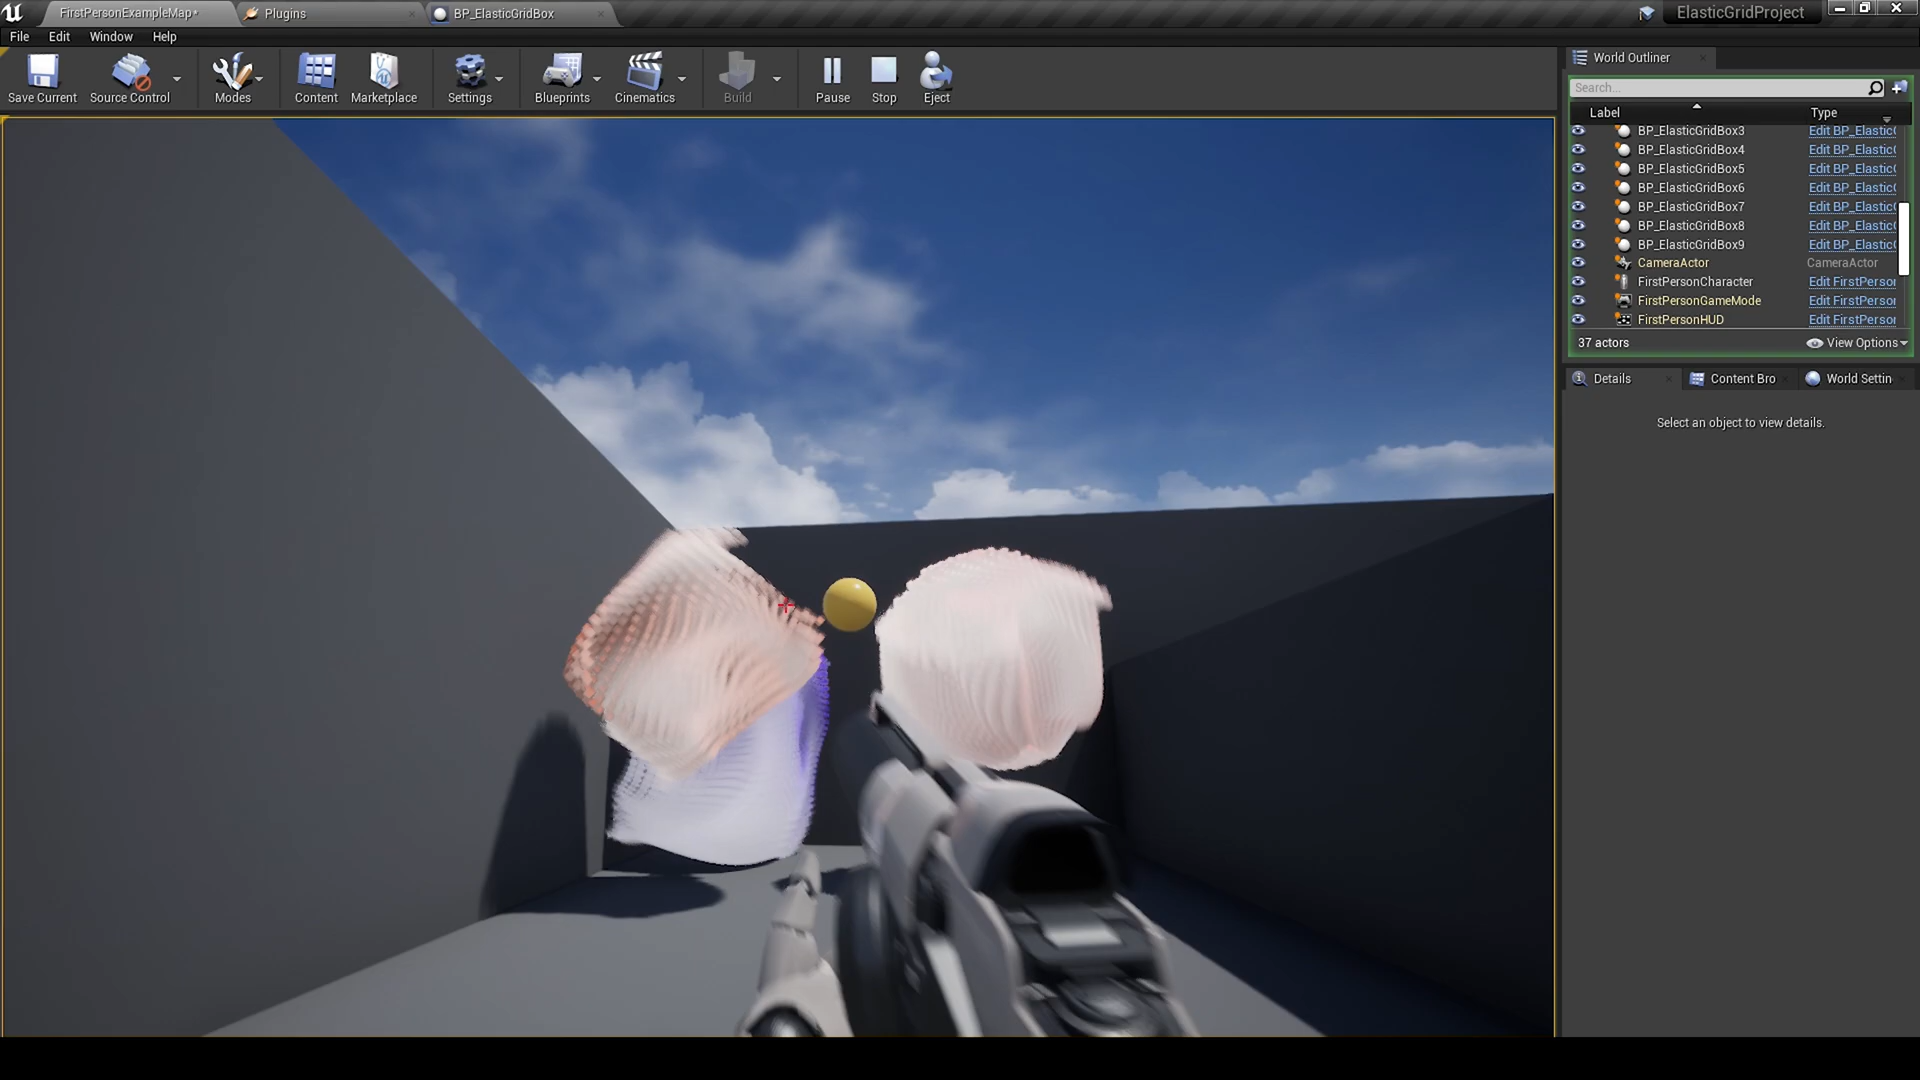 FirstPersonExampleMap*
Plugins
BP_ElasticGridBox
ElasticGridProject
File Edit Window Help
Save Current
Source Control
Modes
Content
Marketplace
Settings
Blueprints
Cinematics
Build
Pause
Stop
Eject
World Outliner
Search...
Label Type
BP_ElasticGridBox3 Edit BP_Elastic
BP_ElasticGridBox4 Edit BP_Elastic
BP_ElasticGridBox5 Edit BP_Elastic
BP_ElasticGridBox6 Edit BP_Elastic
BP_ElasticGridBox7 Edit BP_Elastic
BP_ElasticGridBox8 Edit BP_Elastic
BP_ElasticGridBox9 Edit BP_Elastic
CameraActor CameraActor
FirstPersonCharacter Edit FirstPerson
FirstPersonGameMode Edit FirstPerson
FirstPersonHUD Edit FirstPerson
37 actors View Options
Details
Content Bro
World Settin
Select an object to view details.